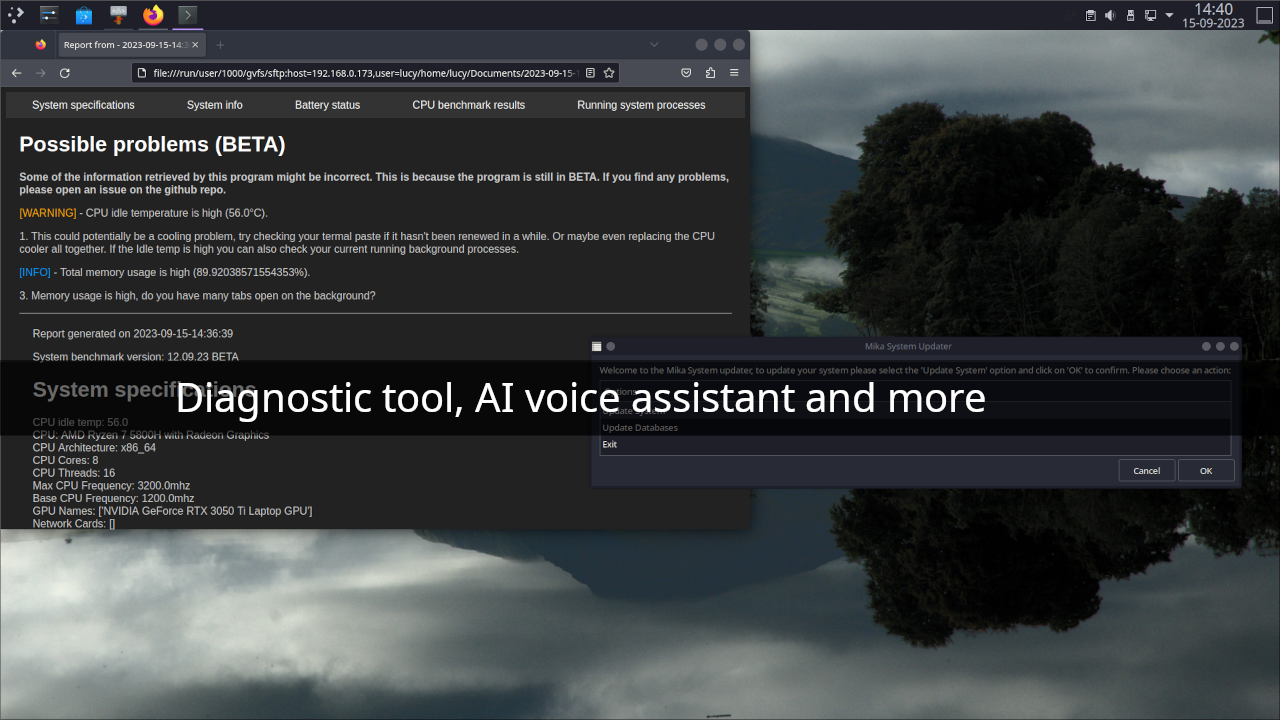 14:40
15-09-2023
Report from - 2023-09-15-14:3
file:///run/user/1000/gvfs/sftp:host=192.168.0.173,user=lucy/home/lucy/Documents/2023-09-15-1
System specifications
System info
Battery status
CPU benchmark results
Running system processes
Possible problems (BETA)
Some of the information retrieved by this program might be incorrect. This is because the program is still in BETA. If you find any problems,
please open an issue on the github repo.
[WARNING] - CPU idle temperature is high (56.0°C).
1. This could potentially be a cooling problem, try checking your termal paste if it hasn't been renewed in a while. Or maybe even replacing the CPU
cooler all together. If the Idle temp is high you can also check your current running background processes.
[INFO] - Total memory usage is high (89.92038571554353%).
3. Memory usage is high, do you have many tabs open on the background?
Report generated on 2023-09-15-14:36:39
System benchmark version: 12.09.23 BETA
System specifications
CPU idle temp: 56.0
CPU: AMD Ryzen 7 5800H with Radeon Graphics
CPU Architecture: x86_64
CPU Cores: 8
CPU Threads: 16
Max CPU Frequency: 3200.0mhz
Base CPU Frequency: 1200.0mhz
GPU Names: ['NVIDIA GeForce RTX 3050 Ti Laptop GPU']
Network Cards: []
Mika System Updater
Welcome to the Mika System updater, to update your system please select the 'Update System' option and click on 'OK' to confirm. Please choose an action:
Options
Update System
Update Databases
Exit
Cancel
OK
Diagnostic tool, AI voice assistant and more